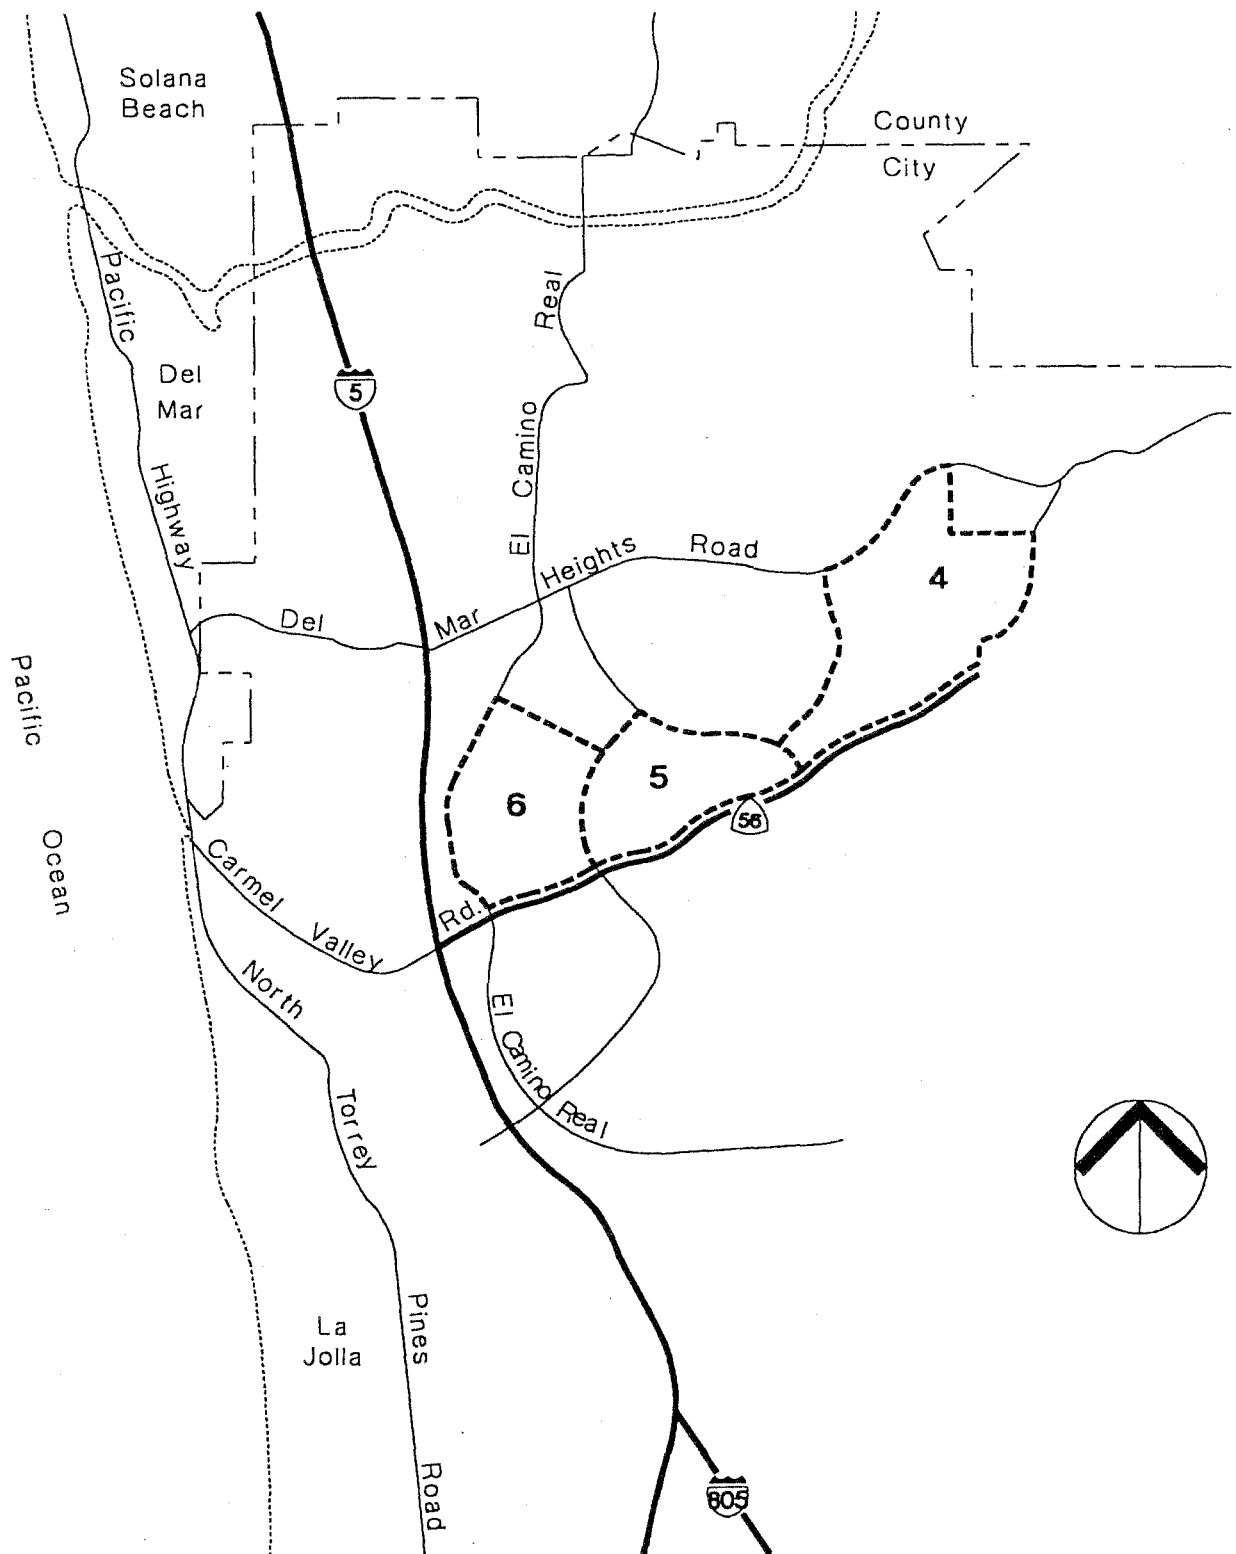 Solana
Beach
County
City
Pacific
Highway
Del
Mar
5
El Camino Real
Del Mar Heights Road
4
5
6
56
Pacific
Ocean
Carmel Valley Rd.
North Torrey Pines Road
El Camino Real
La
Jolla
805